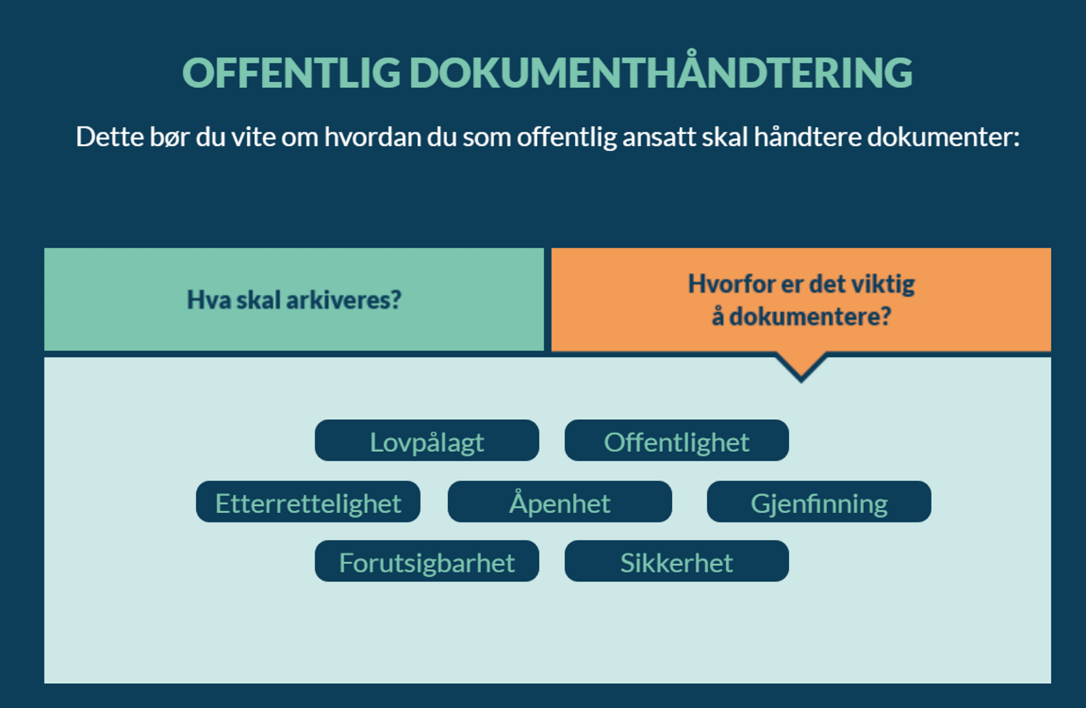 OFFENTLIG DOKUMENTHÅNDTERING
Dette bør du vite om hvordan du som offentlig ansatt skal håndtere dokumenter:
Hva skal arkiveres?
Hvorfor er det viktig
å dokumentere?
Lovpålagt
Offentlighet
Etterrettelighet
Åpenhet
Gjenfinning
Forutsigbarhet
Sikkerhet